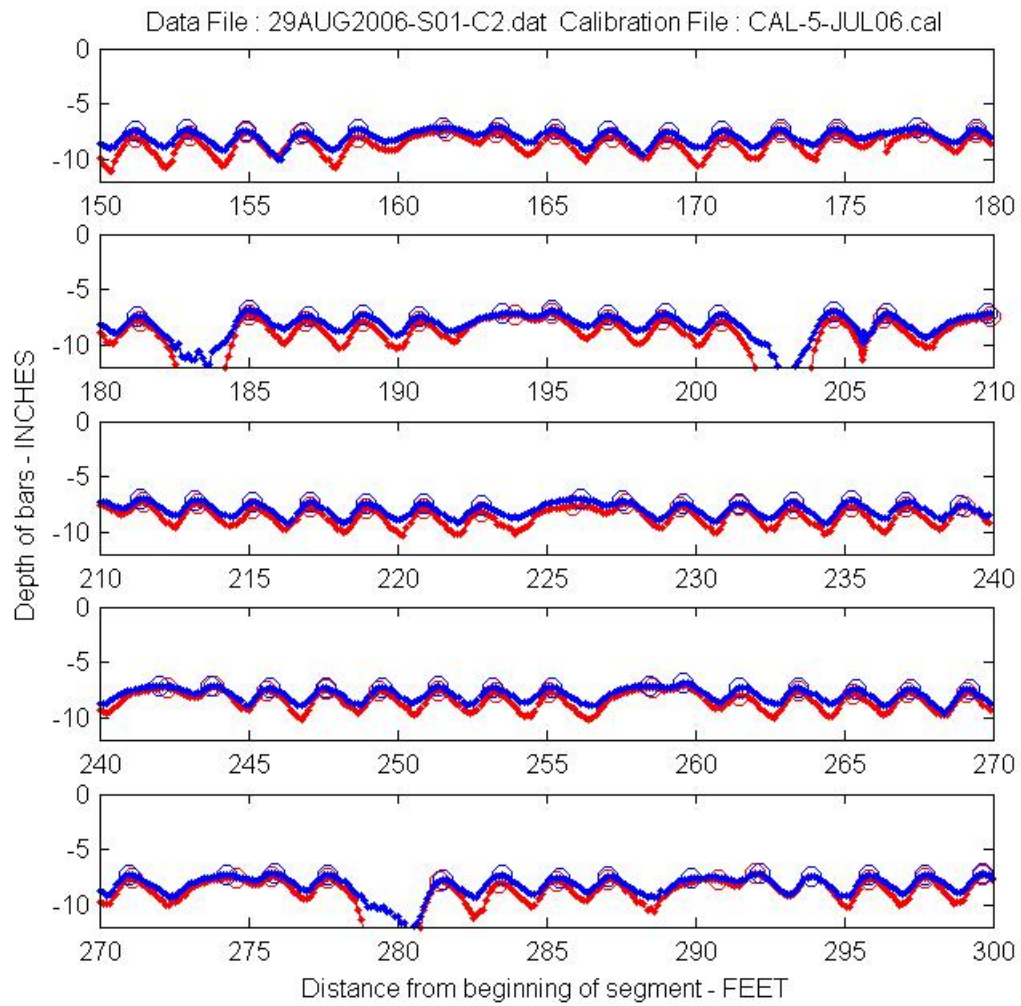 Data File : 29AUG2006-S01-C2.dat Calibration File : CAL-5-JUL06.cal
0
-5
-10
150 155 160 165 170 175 180
0
-5
-10
180 185 190 195 200 205 210
Depth of bars - INCHES
0
-5
-10
210 215 220 225 230 235 240
0
-5
-10
240 245 250 255 260 265 270
0
-5
-10
270 275 280 285 290 295 300
Distance from beginning of segment - FEET